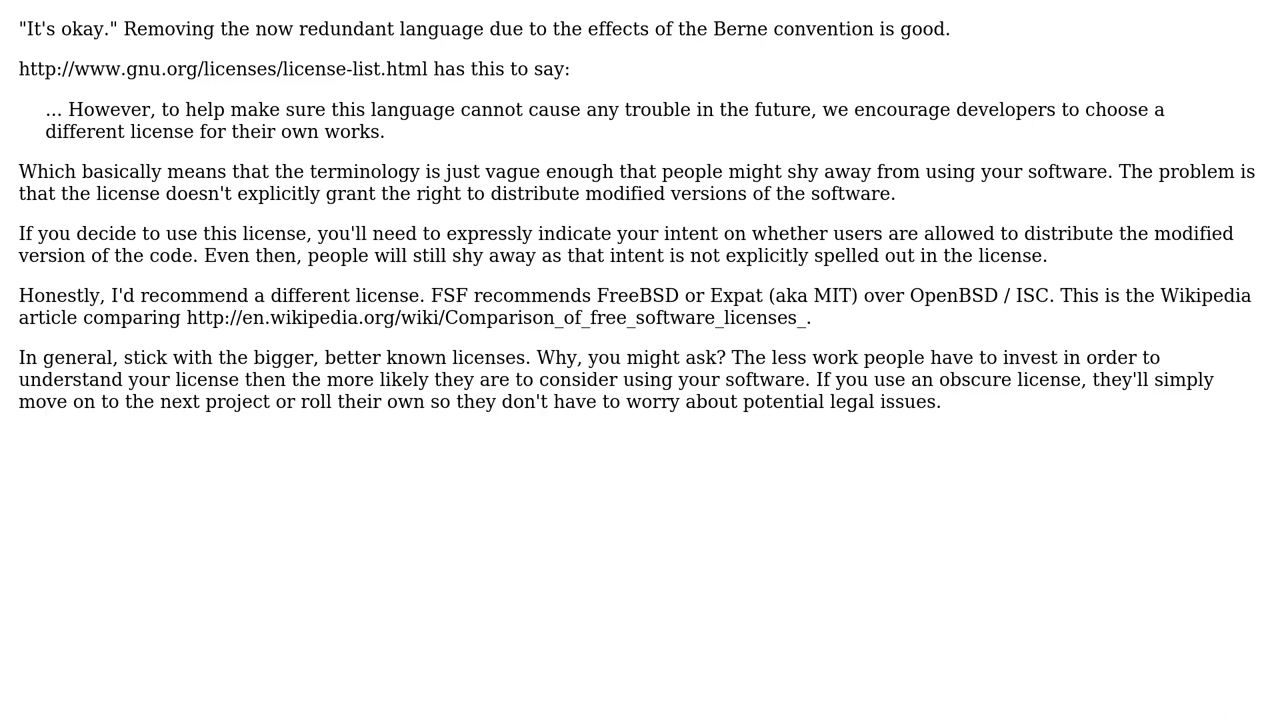 "It's okay." Removing the now redundant language due to the effects of the Berne convention is good.
http://www.gnu.org/licenses/license-list.html has this to say:
... However, to help make sure this language cannot cause any trouble in the future, we encourage developers to choose a
different license for their own works.
Which basically means that the terminology is just vague enough that people might shy away from using your software. The problem is
that the license doesn't explicitly grant the right to distribute modified versions of the software.
If you decide to use this license, you'll need to expressly indicate your intent on whether users are allowed to distribute the modified
version of the code. Even then, people will still shy away as that intent is not explicitly spelled out in the license.
Honestly, I'd recommend a different license. FSF recommends FreeBSD or Expat (aka MIT) over OpenBSD / ISC. This is the Wikipedia
article comparing http://en.wikipedia.org/wiki/Comparison_of_free_software_licenses_.
In general, stick with the bigger, better known licenses. Why, you might ask? The less work people have to invest in order to
understand your license then the more likely they are to consider using your software. If you use an obscure license, they'll simply
move on to the next project or roll their own so they don't have to worry about potential legal issues.